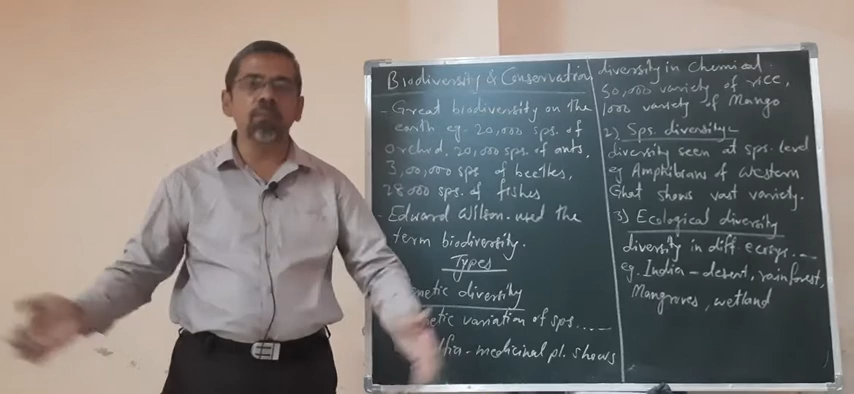 Biodiversity & Conservation
- Great biodiversity on the
earth eg. 20,000 sps. of
orchid, 20,000 sps. of ants,
3,00,000 sps of beetles,
28000 sps. of fishes
- Edward Wilson used the
term biodiversity.
Types
netic diversity
netic variation of sps.....
lfia - medicinal pl. shows
diversity in chemical
50,000 variety of rice,
1000 variety of Mango
2) Sps. diversity -
diversity seen at sps. level
eg Amphibians of western
Ghat shows vast variety.
3) Ecological diversity
diversity in diff ecosys....
eg. India - desert, rainforest,
Mangroves, wetland